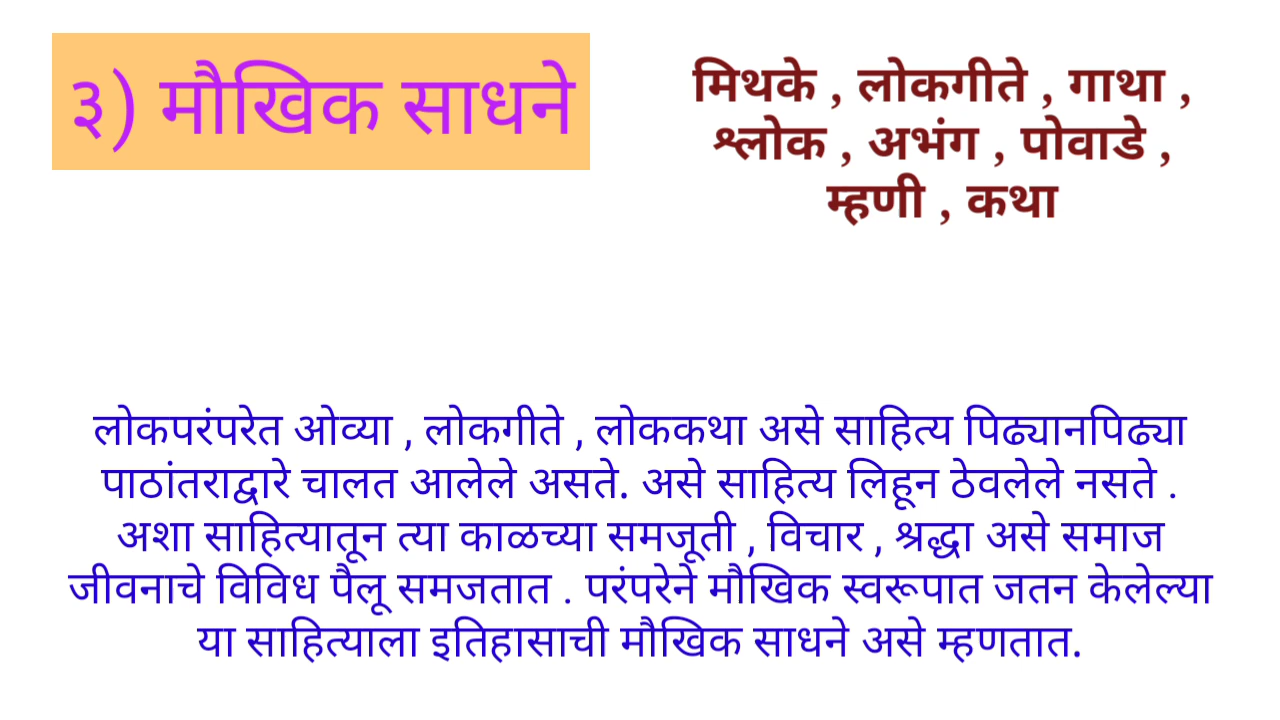 ३) मौखिक साधने
मिथके , लोकगीते , गाथा ,
श्लोक , अभंग , पोवाडे ,
म्हणी , कथा
लोकपरंपरेत ओव्या , लोकगीते , लोककथा असे साहित्य पिढ्यानपिढ्या
पाठांतराद्वारे चालत आलेले असते. असे साहित्य लिहून ठेवलेले नसते .
अशा साहित्यातून त्या काळच्या समजूती , विचार , श्रद्धा असे समाज
जीवनाचे विविध पैलू समजतात . परंपरेने मौखिक स्वरूपात जतन केलेल्या
या साहित्याला इतिहासाची मौखिक साधने असे म्हणतात.